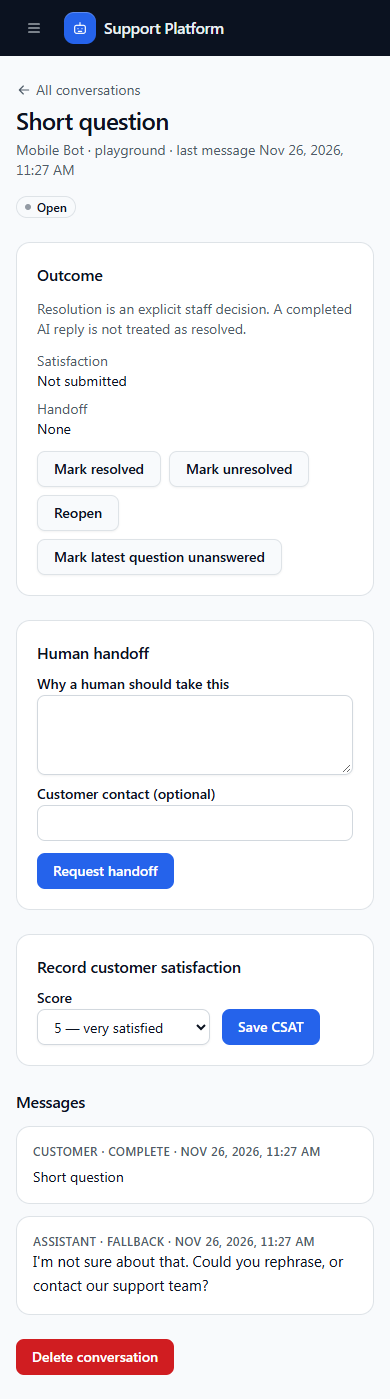 Support Platform
← All conversations
Short question
Mobile Bot · playground · last message Nov 26, 2026,
11:27 AM
Open
Outcome
Resolution is an explicit staff decision. A completed
AI reply is not treated as resolved.
Satisfaction
Not submitted
Handoff
None
Mark resolved
Mark unresolved
Reopen
Mark latest question unanswered
Human handoff
Why a human should take this
Customer contact (optional)
Request handoff
Record customer satisfaction
Score
5 — very satisfied
Save CSAT
Messages
CUSTOMER · COMPLETE · NOV 26, 2026, 11:27 AM
Short question
ASSISTANT · FALLBACK · NOV 26, 2026, 11:27 AM
I'm not sure about that. Could you rephrase, or
contact our support team?
Delete conversation